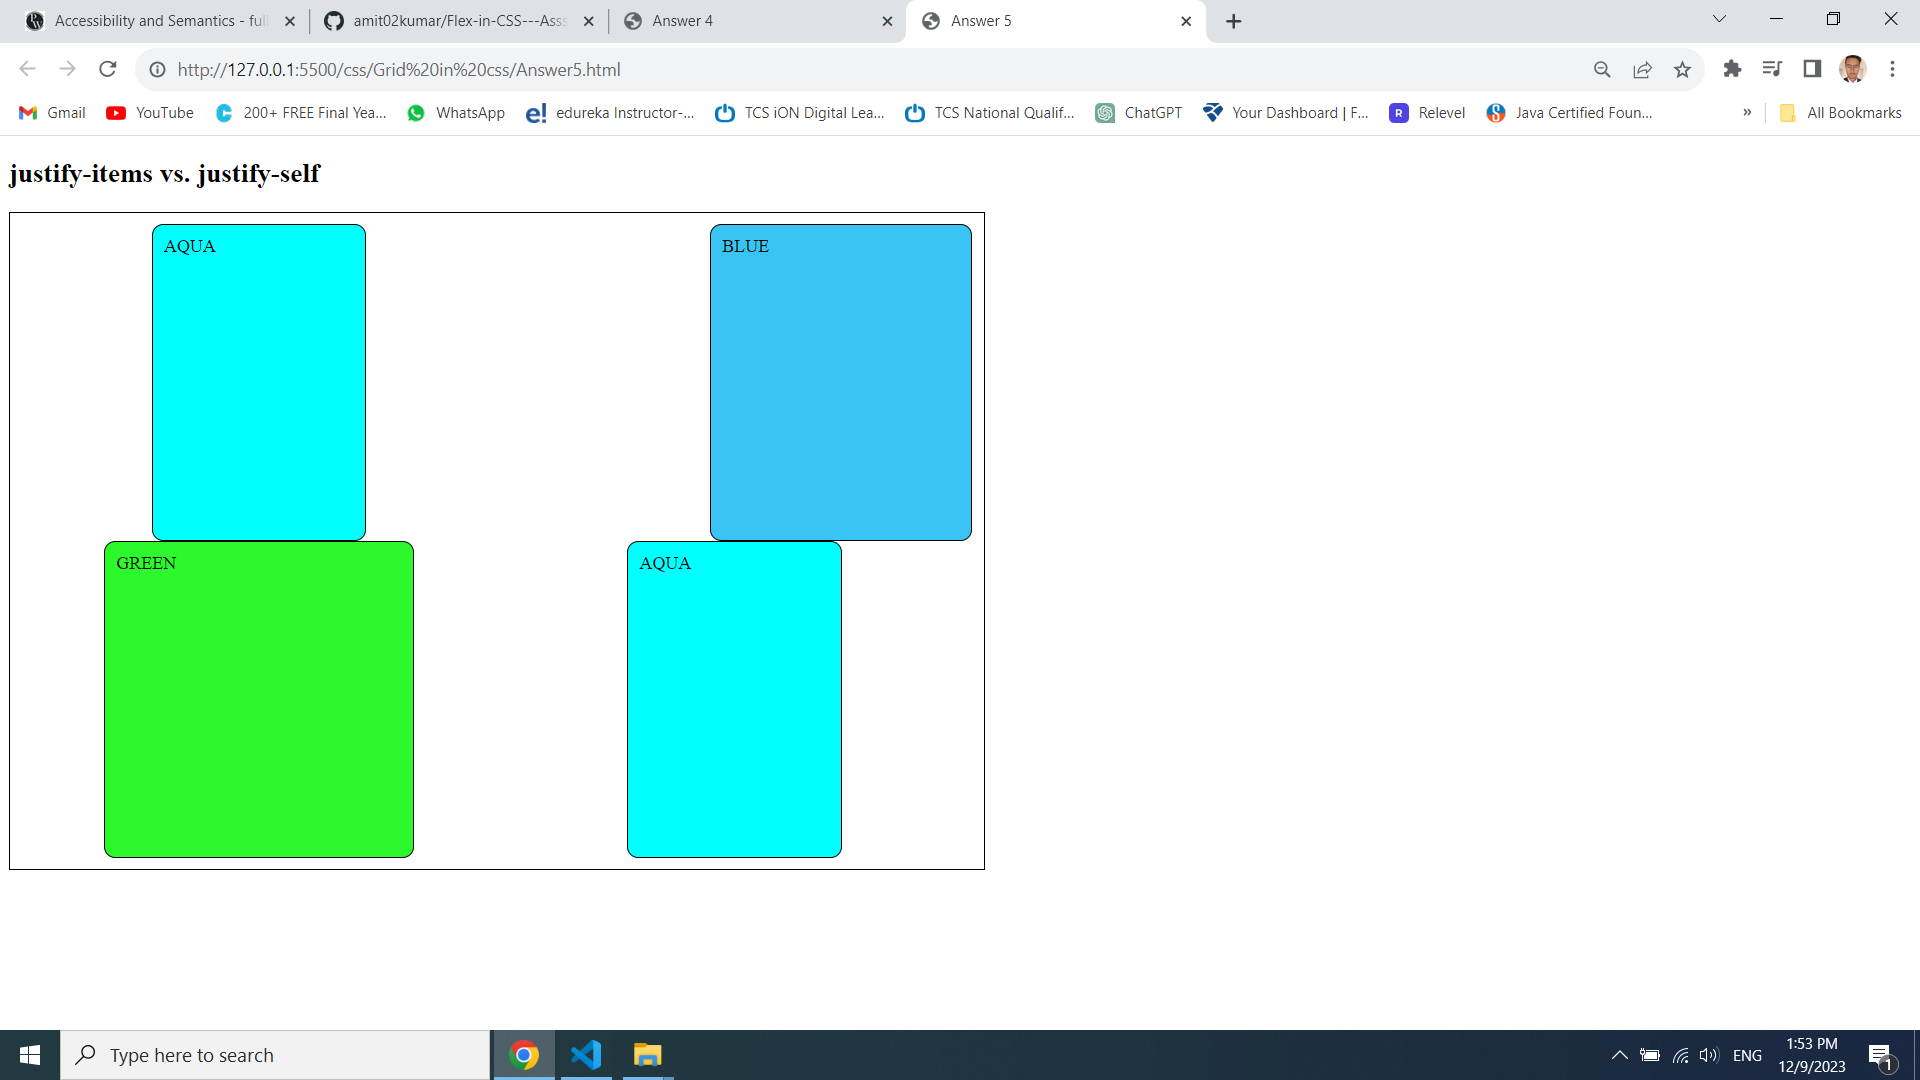 Accessibility and Semantics - full
amit02kumar/Flex-in-CSS---Asss
Answer 4
Answer 5
http://127.0.0.1:5500/css/Grid%20in%20css/Answer5.html
Gmail
YouTube
200+ FREE Final Yea...
WhatsApp
e! edureka Instructor-...
TCS iON Digital Lea...
TCS National Qualif...
ChatGPT
Your Dashboard | F...
R Relevel
Java Certified Foun...
»
All Bookmarks
justify-items vs. justify-self
AQUA
BLUE
GREEN
AQUA
Type here to search
ENG
1:53 PM
12/9/2023
1